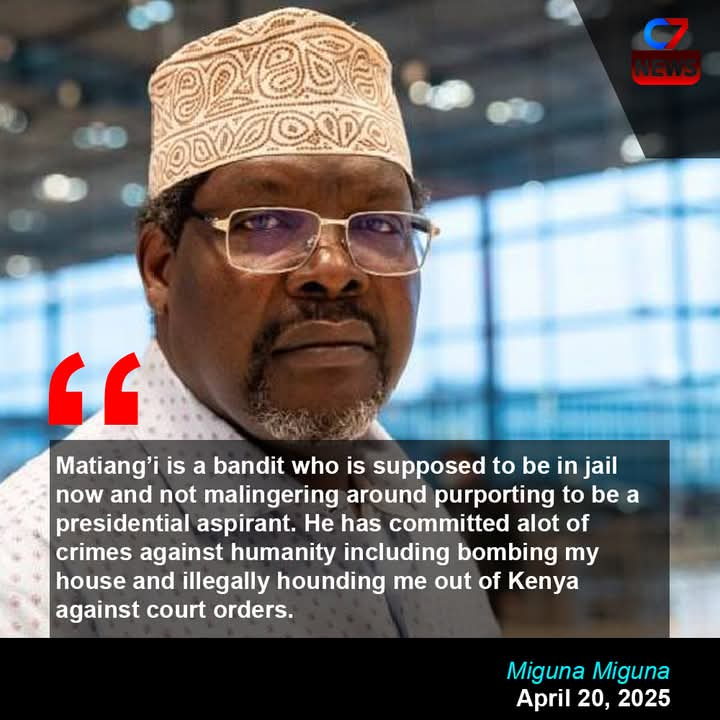 C7
NEWS
Matiang’i is a bandit who is supposed to be in jail
now and not malingering around purporting to be a
presidential aspirant. He has committed alot of
crimes against humanity including bombing my
house and illegally hounding me out of Kenya
against court orders.
Miguna Miguna
April 20, 2025